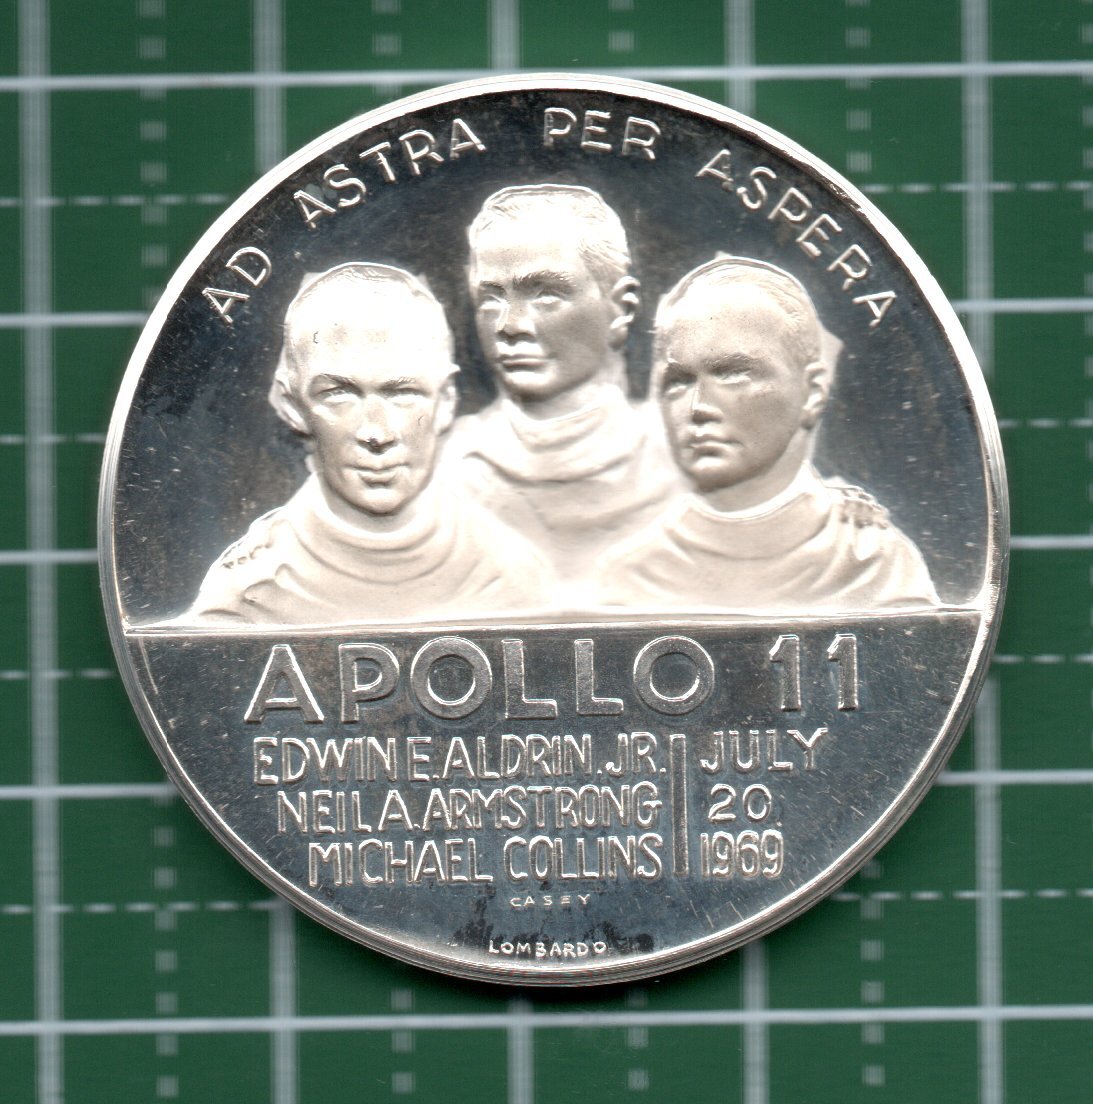 AD ASTRA PER ASPERA
APOLLO 11
EDWIN E. ALDRIN. JR. JULY
NEIL A. ARMSTRONG 20.
MICHAEL COLLINS 1969
CASEY
LOMBARDO